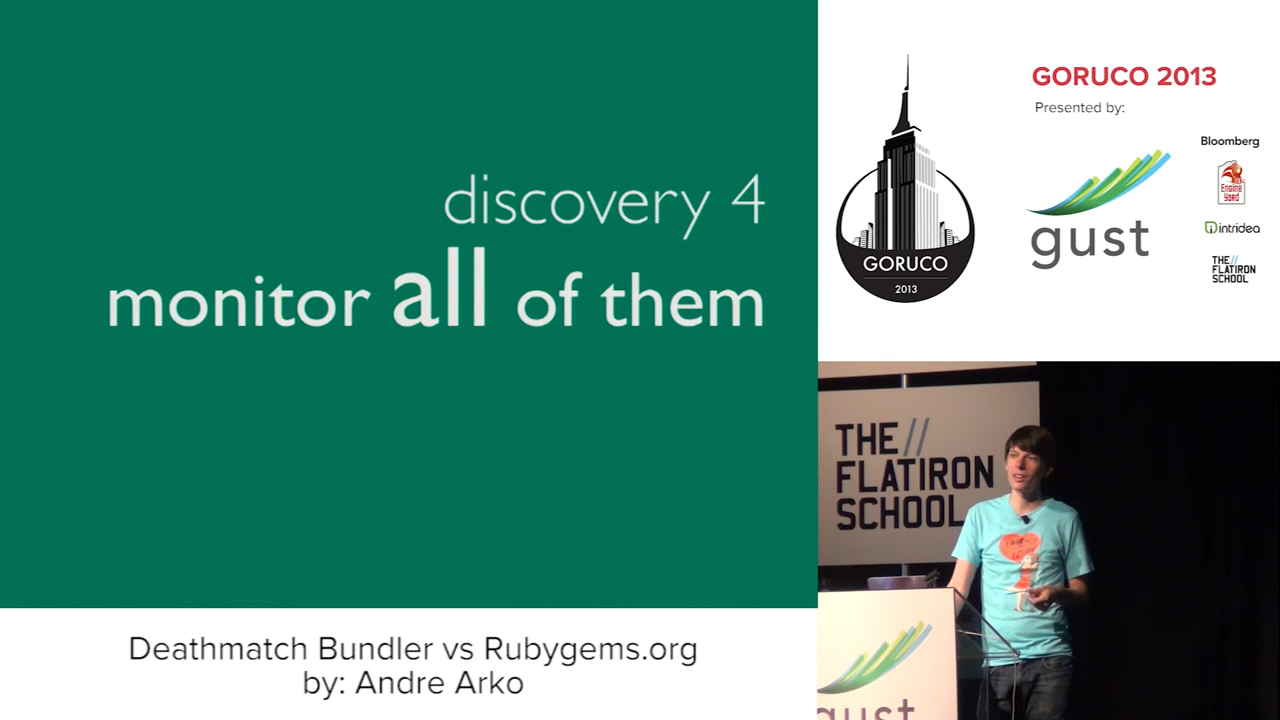 discovery 4
monitor all of them
Deathmatch Bundler vs Rubygems.org
by: Andre Arko
GORUCO
2013
GORUCO 2013
Presented by:
gust
Bloomberg
Engine
Yard
intridea
THE//
FLATIRON
SCHOOL
THE//
FLATIRON
SCHOOL
gust